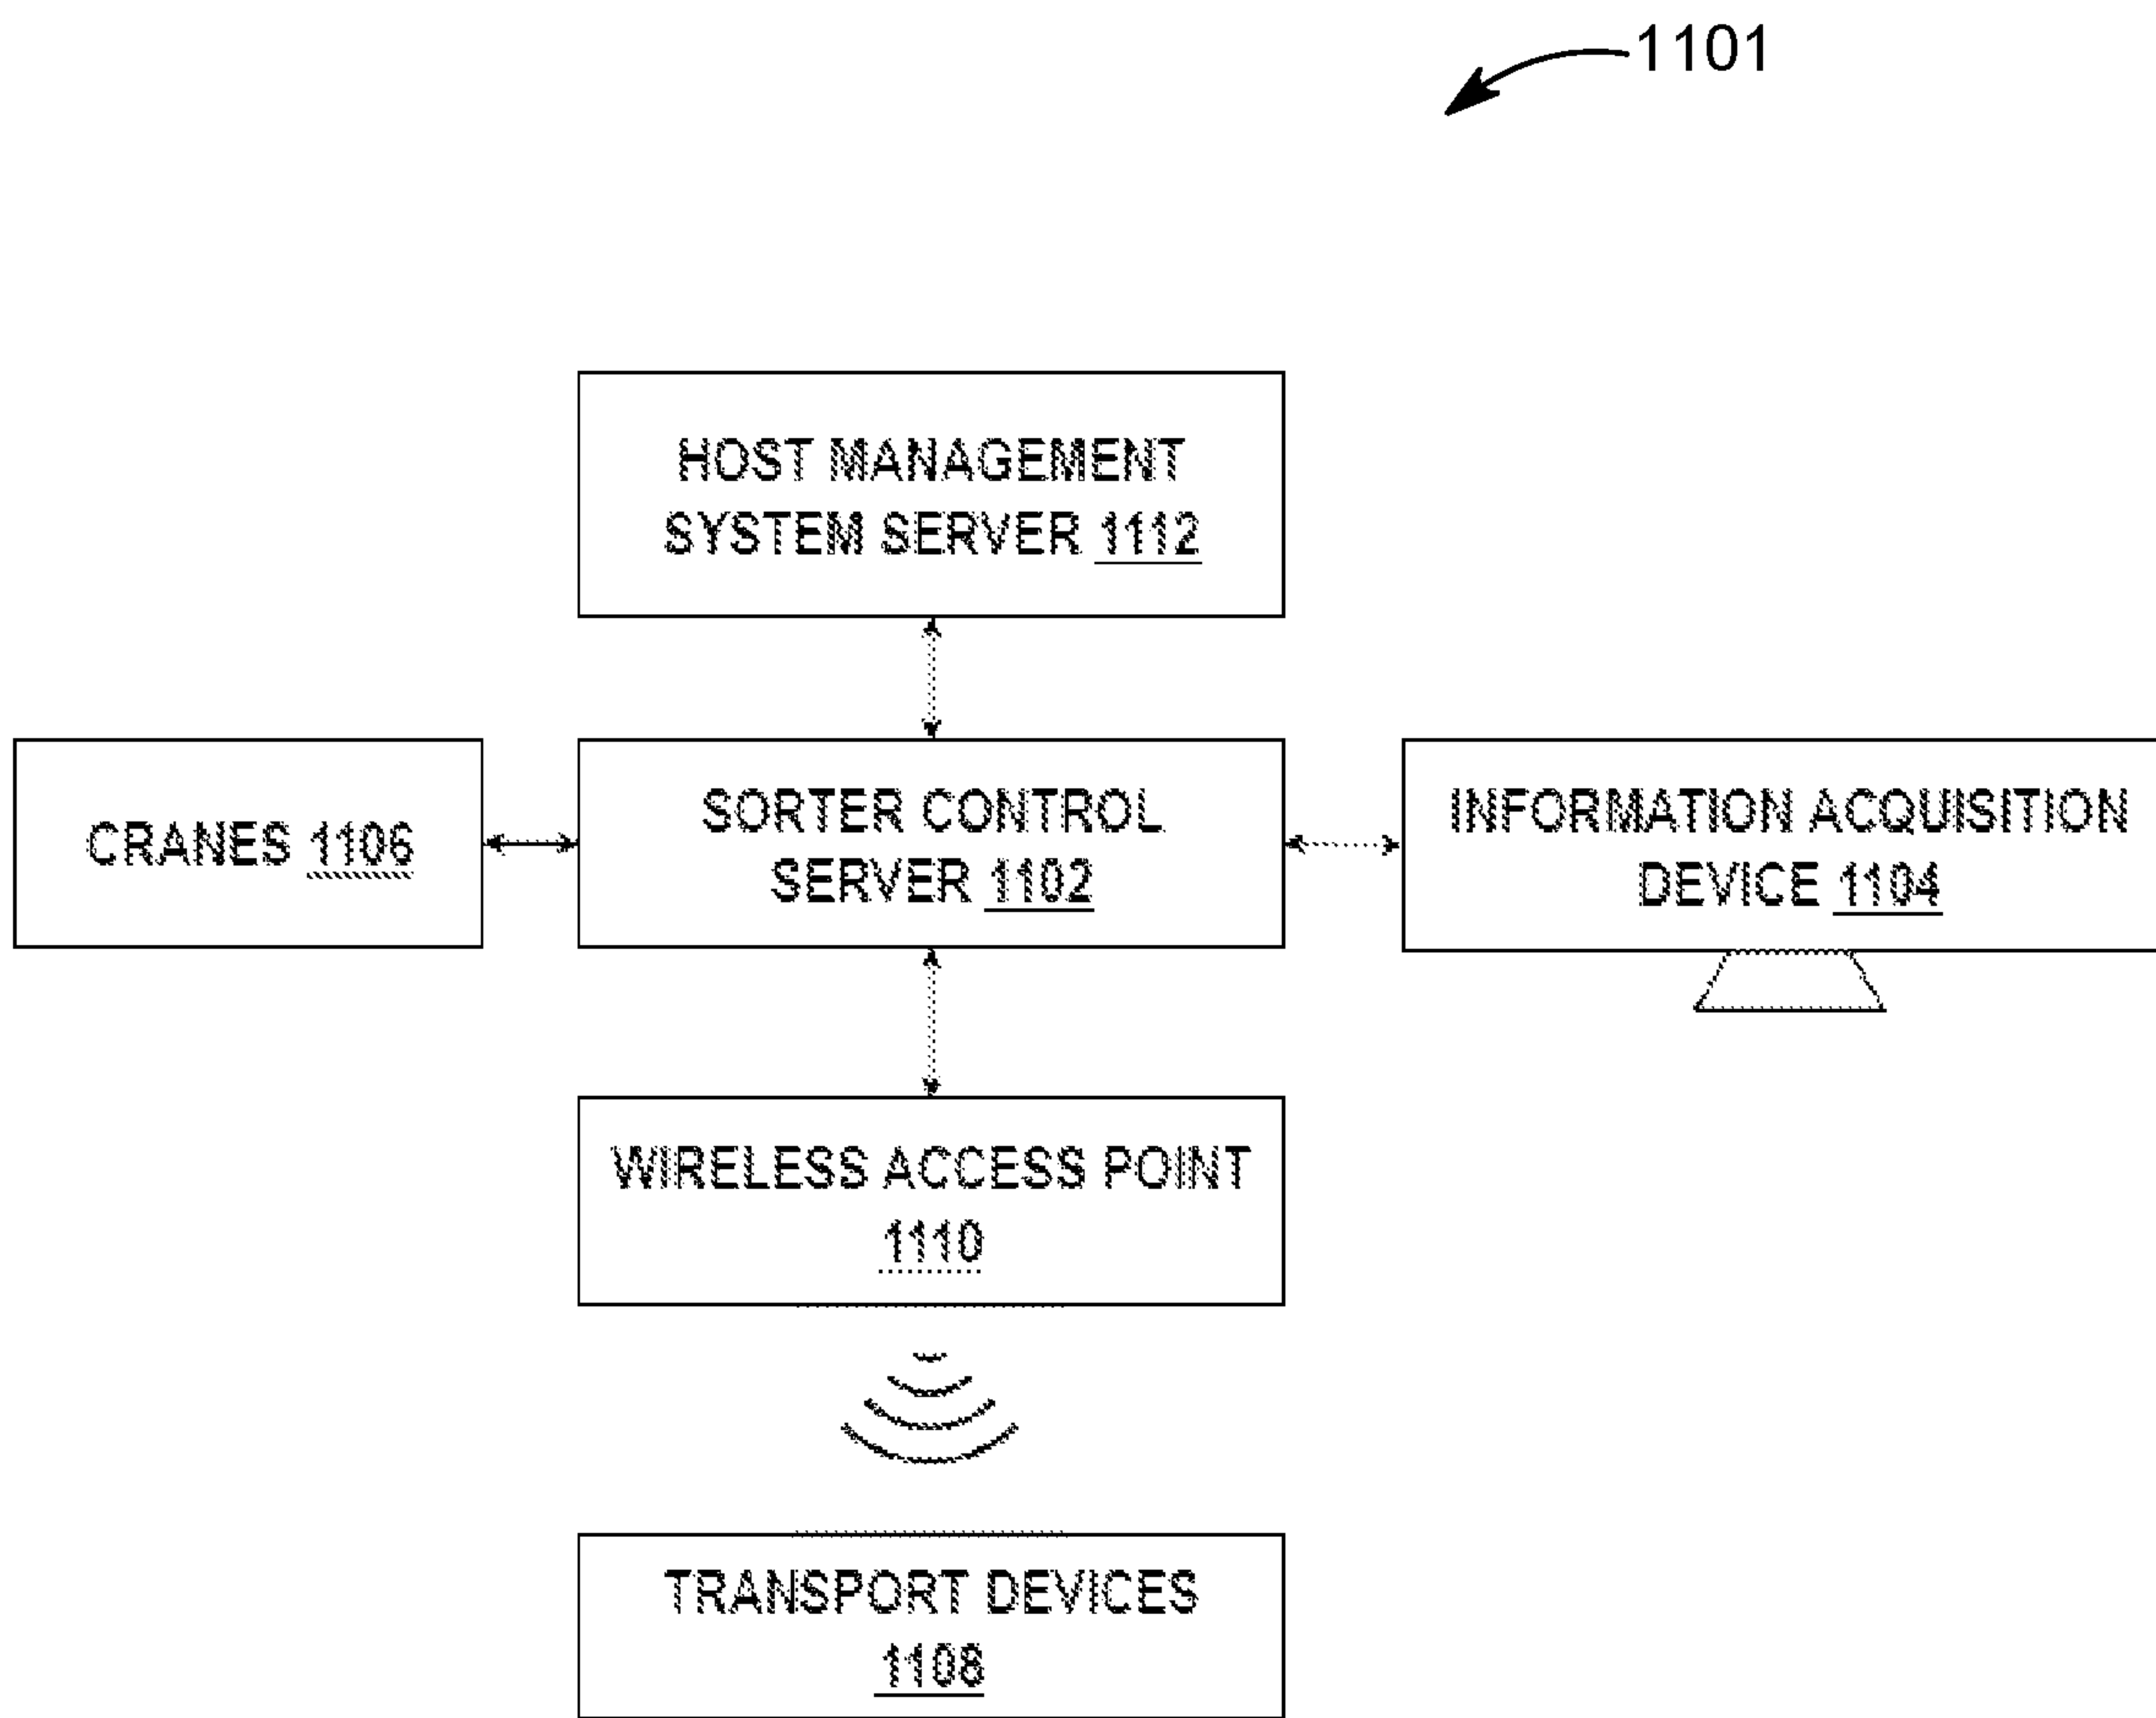 1101
HOST MANAGEMENT
SYSTEM SERVER 1112
CRANES 1106
SORTER CONTROL
SERVER 1102
INFORMATION ACQUISITION
DEVICE 1104
WIRELESS ACCESS POINT
1110
TRANSPORT DEVICES
1108